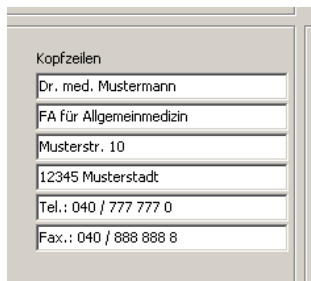 Kopfzeilen
Dr. med. Mustermann
FA für Allgemeinmedizin
Musterstr. 10
12345 Musterstadt
Tel.: 040 / 777 777 0
Fax.: 040 / 888 888 8